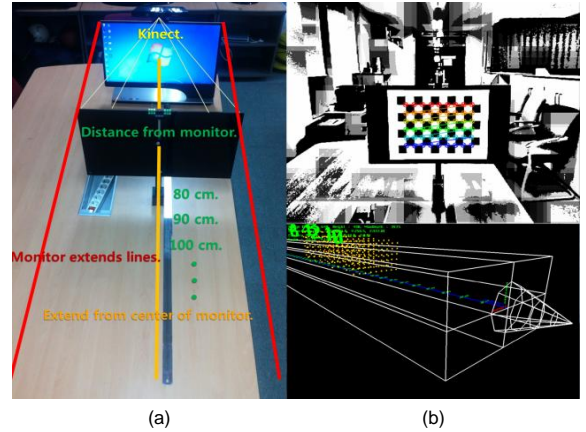 Kinect.
Distance from monitor.
80 cm.
90 cm.
100 cm.
Monitor extends lines.
Extend from center of monitor.
(a)
(b)